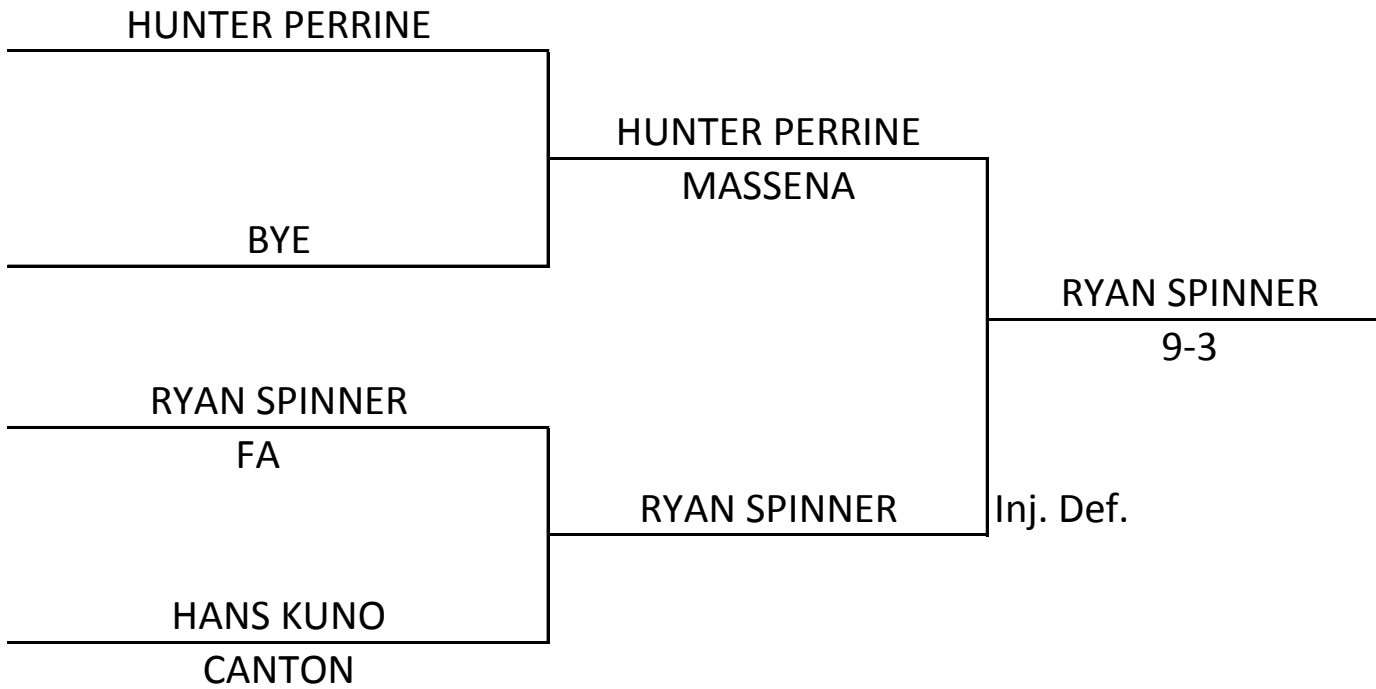 HUNTER PERRINE
HUNTER PERRINE
MASSENA
BYE
RYAN SPINNER
9-3
RYAN SPINNER
FA
RYAN SPINNER
Inj. Def.
HANS KUNO
CANTON